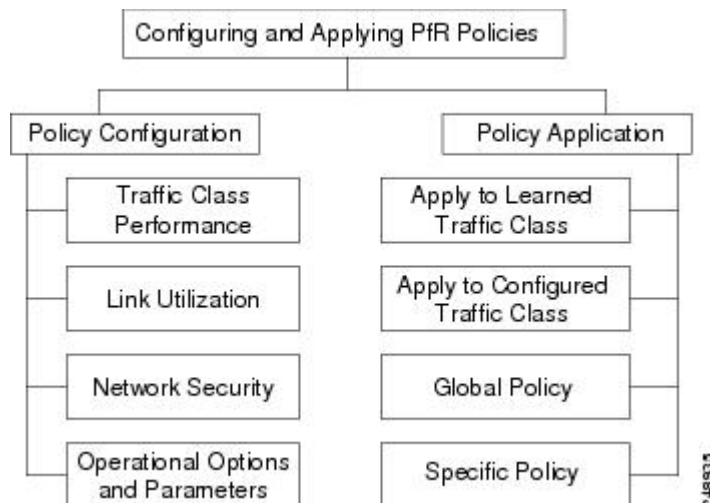 Configuring and Applying PfR Policies
Policy Configuration
Policy Application
Traffic Class
Performance
Apply to Learned
Traffic Class
Link Utilization
Apply to Configured
Traffic Class
Network Security
Global Policy
Operational Options
and Parameters
Specific Policy